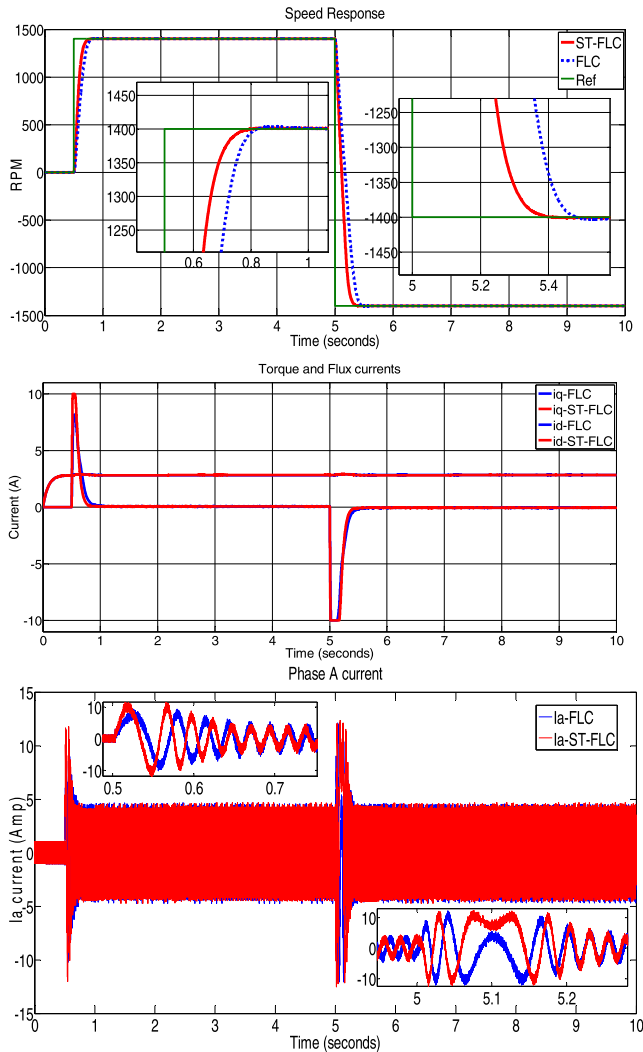 Speed Response
1500
1000
500
0
-500
-1000
-1500
RPM
ST-FLC
FLC
Ref
1450
1400
1350
1300
1250
0.6 0.8 1
-1250
-1300
-1350
-1400
-1450
5 5.2 5.4
0 1 2 3 4 5 6 7 8 9 10
Time (seconds)
Torque and Flux currents
10
5
0
-5
-10
Current (A)
iq-FLC
iq-ST-FLC
id-FLC
id-ST-FLC
0 1 2 3 4 5 6 7 8 9 10
Time (seconds)
Phase A current
15
10
5
0
-5
-10
-15
Ia current (Amp)
Ia-FLC
Ia-ST-FLC
10
0
-10
0.5 0.6 0.7
10
0
-10
5 5.1 5.2
0 1 2 3 4 5 6 7 8 9 10
Time (seconds)